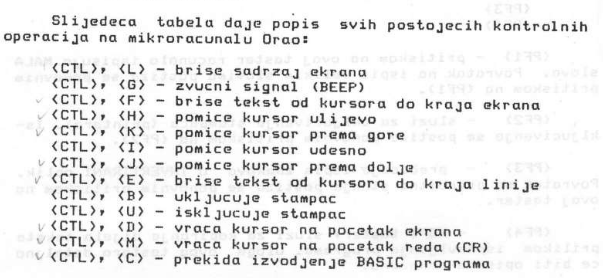 Slijedeca tabela daje popis svih postojecih kontrolnih
operacija na mikroracunalu Orao:
<CTL>, <L> - brise sadrzaj ekrana
<CTL>, <G> - zvucni signal (BEEP)
<CTL>, <F> - brise tekst od kursora do kraja ekrana
<CTL>, <H> - pomice kursor ulijevo
<CTL>, <K> - pomice kursor prema gore
<CTL>, <I> - pomice kursor udesno
<CTL>, <J> - pomice kursor prema dolje
<CTL>, <E> - brise tekst od kursora do kraja linije
<CTL>, <B> - ukljucuje stampac
<CTL>, <U> - iskljucuje stampac
<CTL>, <D> - vraca kursor na pocetak ekrana
<CTL>, <M> - vraca kursor na pocetak reda (CR)
<CTL>, <C> - prekida izvodjenje BASIC programa